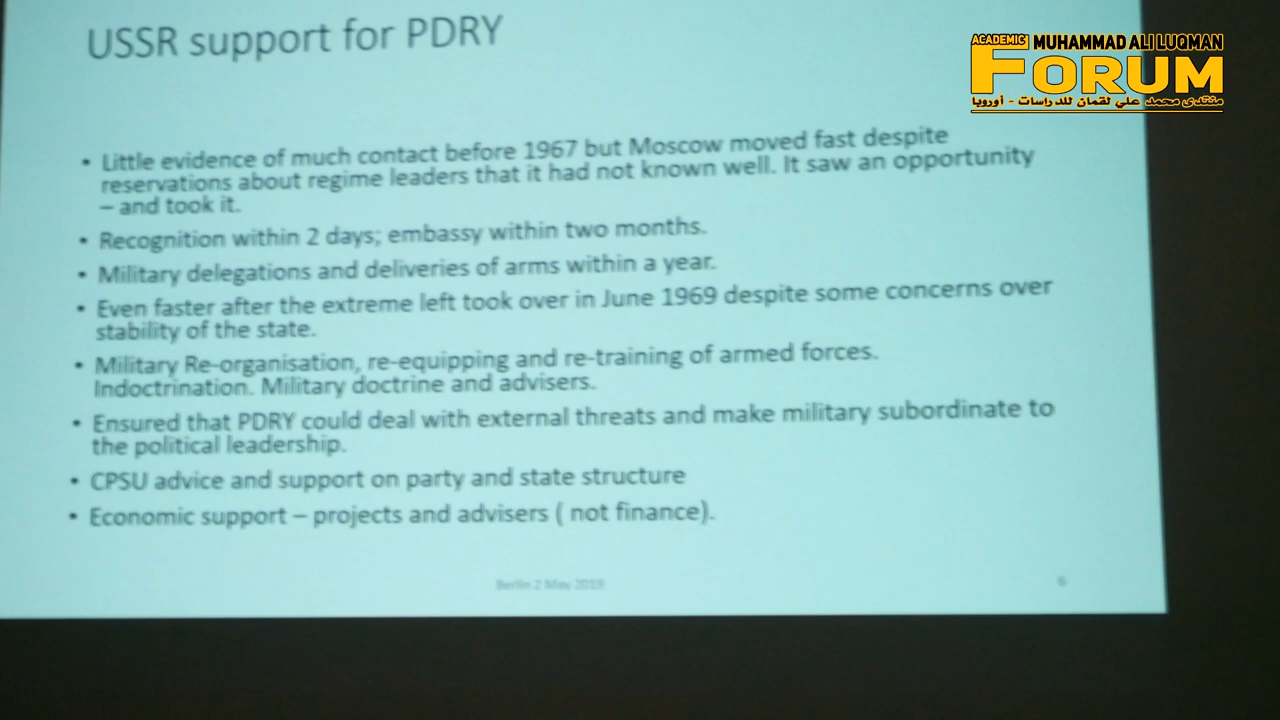 USSR support for PDRY
ACADEMIC MUHAMMAD ALI LUQMAN
FORUM
منتدى محمد علي لقمان للدراسات - أوروبا
• Little evidence of much contact before 1967 but Moscow moved fast despite
reservations about regime leaders that it had not known well. It saw an opportunity
– and took it.
• Recognition within 2 days; embassy within two months.
• Military delegations and deliveries of arms within a year.
• Even faster after the extreme left took over in June 1969 despite some concerns over
stability of the state.
• Military Re-organisation, re-equipping and re-training of armed forces.
Indoctrination. Military doctrine and advisers.
• Ensured that PDRY could deal with external threats and make military subordinate to
the political leadership.
• CPSU advice and support on party and state structure
• Economic support – projects and advisers ( not finance).
Berlin 2 May 2019
6